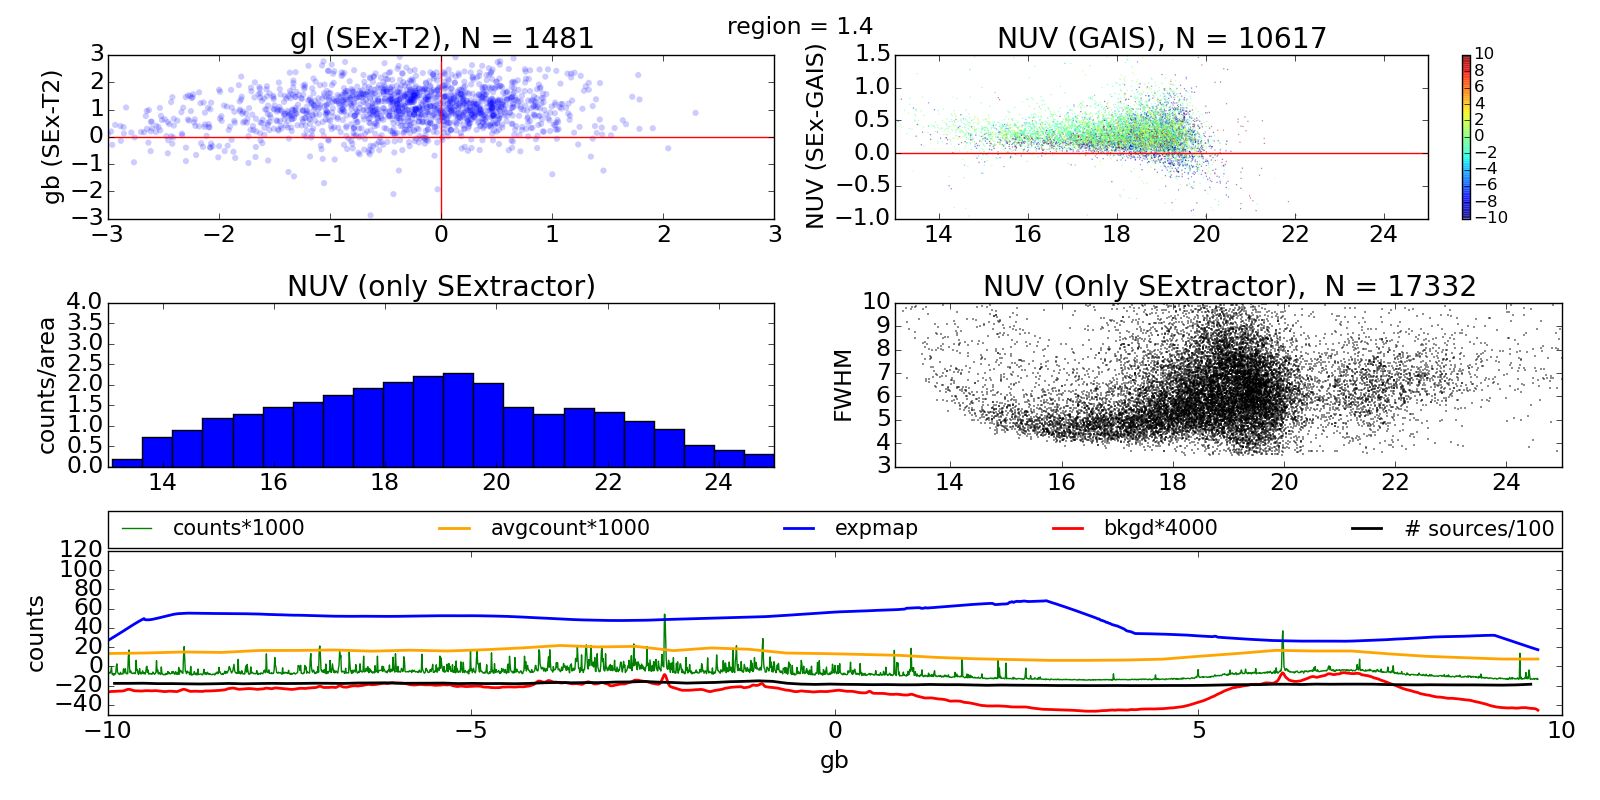 region = 1.4
gl (SEx-T2), N = 1481
gb (SEx-T2)
3
2
1
0
−1
−2
−3
−3 −2 −1 0 1 2 3
NUV (GAIS), N = 10617
NUV (SEx-GAIS)
1.5
1.0
0.5
0.0
−0.5
−1.0
14 16 18 20 22 24
10
8
6
4
2
0
−2
−4
−6
−8
−10
NUV (only SExtractor)
counts/area
4.0
3.5
3.0
2.5
2.0
1.5
1.0
0.5
0.0
14 16 18 20 22 24
NUV (Only SExtractor), N = 17332
FWHM
10
9
8
7
6
5
4
3
14 16 18 20 22 24
counts*1000 avgcount*1000 expmap bkgd*4000 # sources/100
counts
120
100
80
60
40
20
0
−20
−40
−10 −5 0 5 10
gb